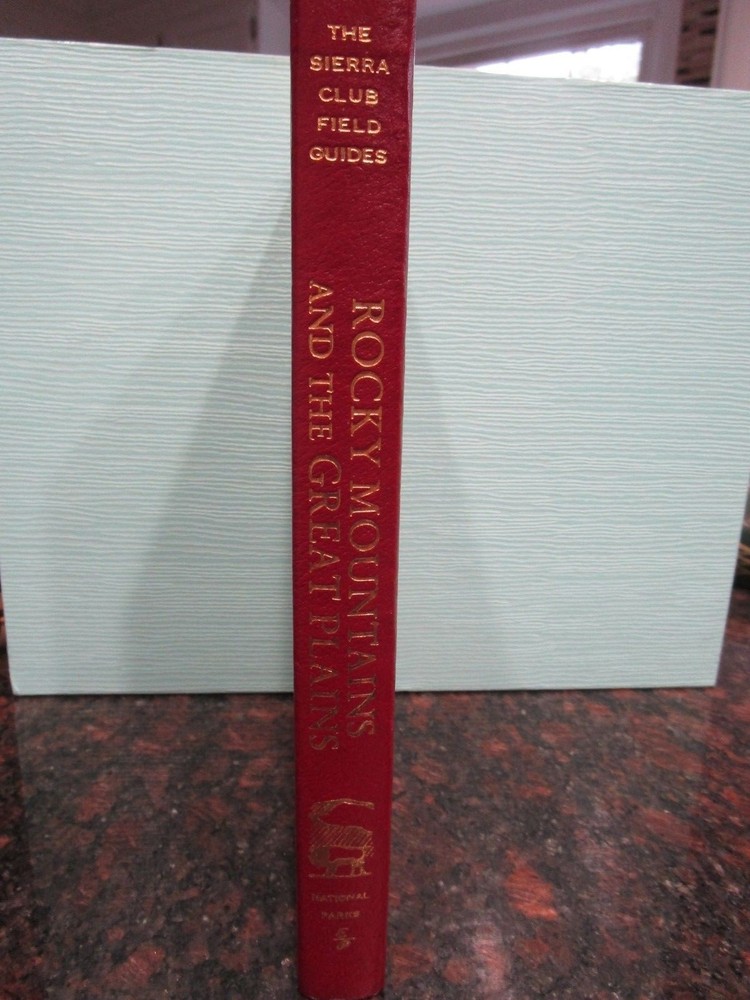 THE
SIERRA
CLUB
FIELD
GUIDES
ROCKY MOUNTAINS
AND THE GREAT PLAINS
NATIONAL
PARKS